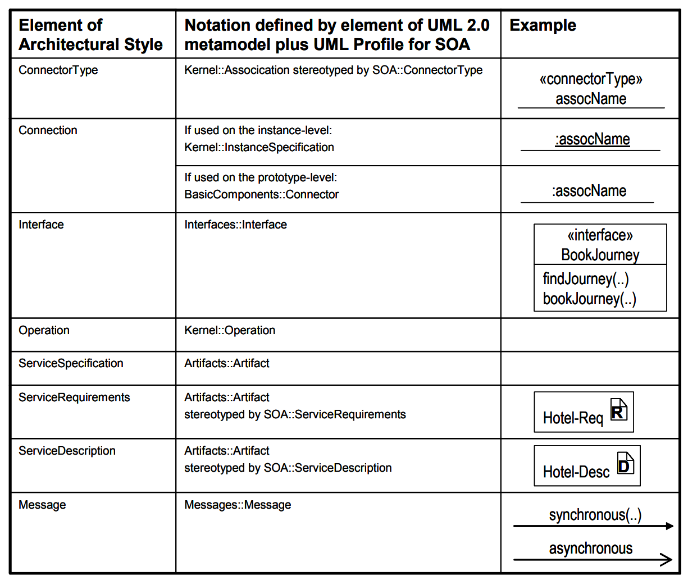 Element of
Architectural Style
Notation defined by element of UML 2.0
metamodel plus UML Profile for SOA
Example
ConnectorType
Kernel::Assocication stereotyped by SOA::ConnectorType
«connectorType»
assocName
Connection
If used on the instance-level:
Kernel::InstanceSpecification
:assocName
If used on the prototype-level:
BasicComponents::Connector
:assocName
Interface
Interfaces::Interface
«interface»
BookJourney
findJourney(..)
bookJourney(..)
Operation
Kernel::Operation
ServiceSpecification
Artifacts::Artifact
ServiceRequirements
Artifacts::Artifact
stereotyped by SOA::ServiceRequirements
Hotel-Req R
ServiceDescription
Artifacts::Artifact
stereotyped by SOA::ServiceDescription
Hotel-Desc D
Message
Messages::Message
synchronous(..)
asynchronous